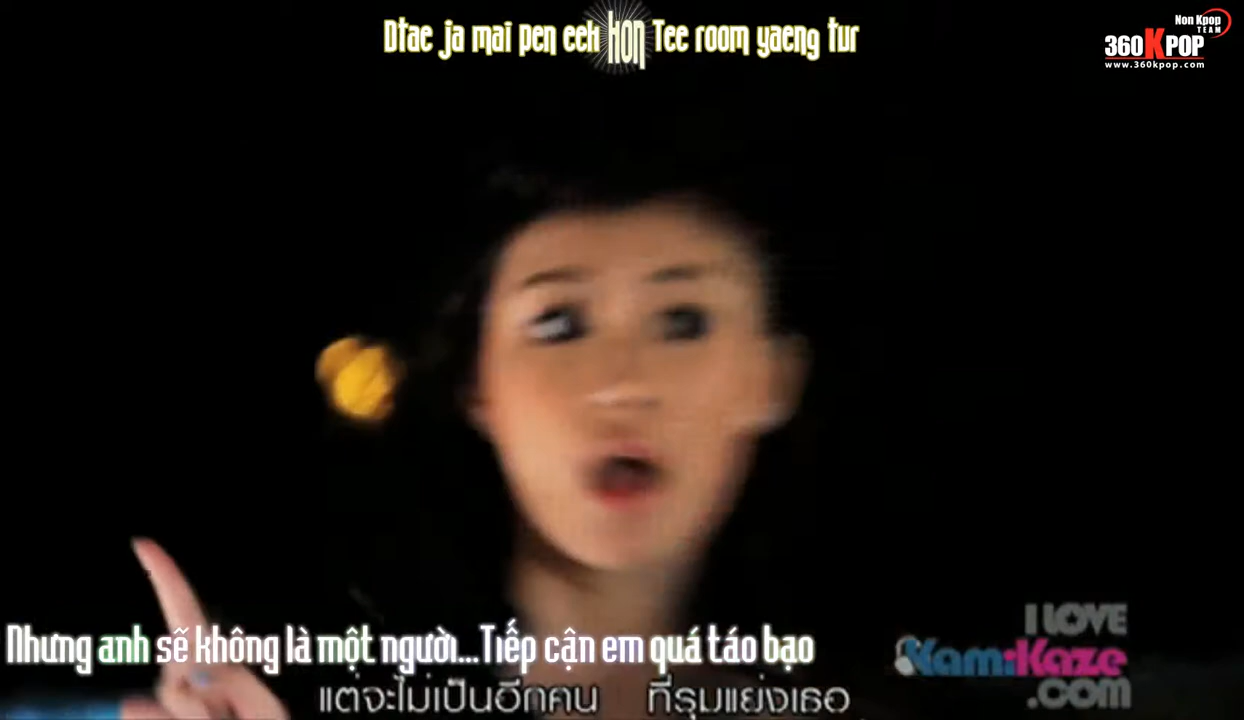 Dtae ja mai pen eek kon Tee room yaeng tur
Non Kpop
TEAM
360KPOP
www.360kpop.com
Nhưng anh sẽ không là một người...Tiếp cận em quá táo bạo
แต่จะไม่เป็นอีกคน ที่รุมแย่งเธอ
I LOVE
Kami:Kaze
.COM